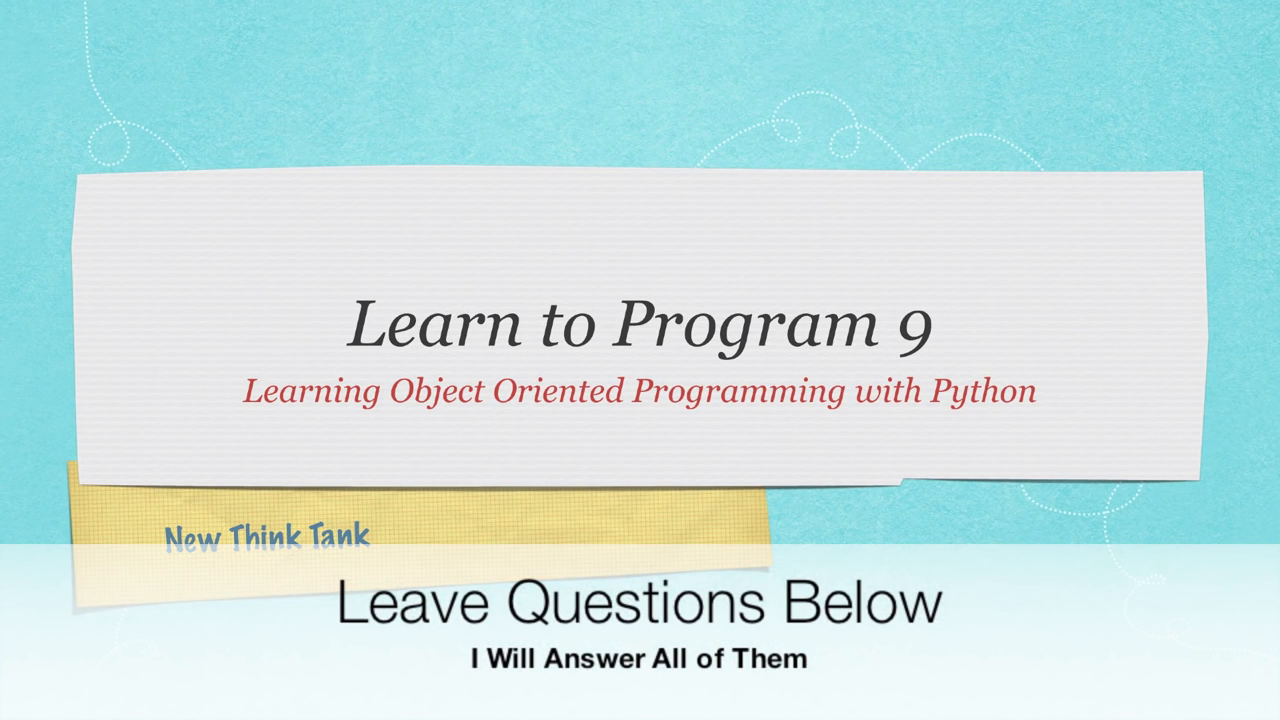 Learn to Program 9
Learning Object Oriented Programming with Python
New Think Tank
Leave Questions Below
I Will Answer All of Them